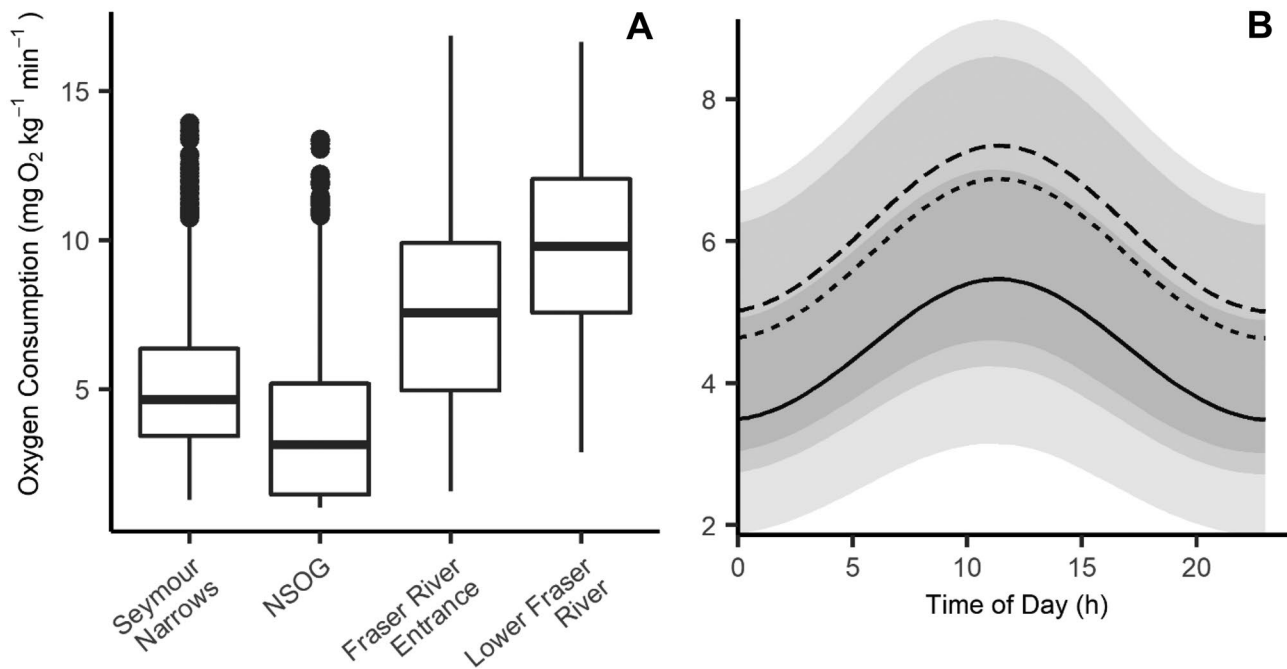 A
Oxygen Consumption (mg O₂ kg⁻¹ min⁻¹)
15
10
5
Seymour
Narrows
NSOG
Fraser River
Entrance
Lower Fraser
River
B
8
6
4
2
0
5
10
15
20
Time of Day (h)